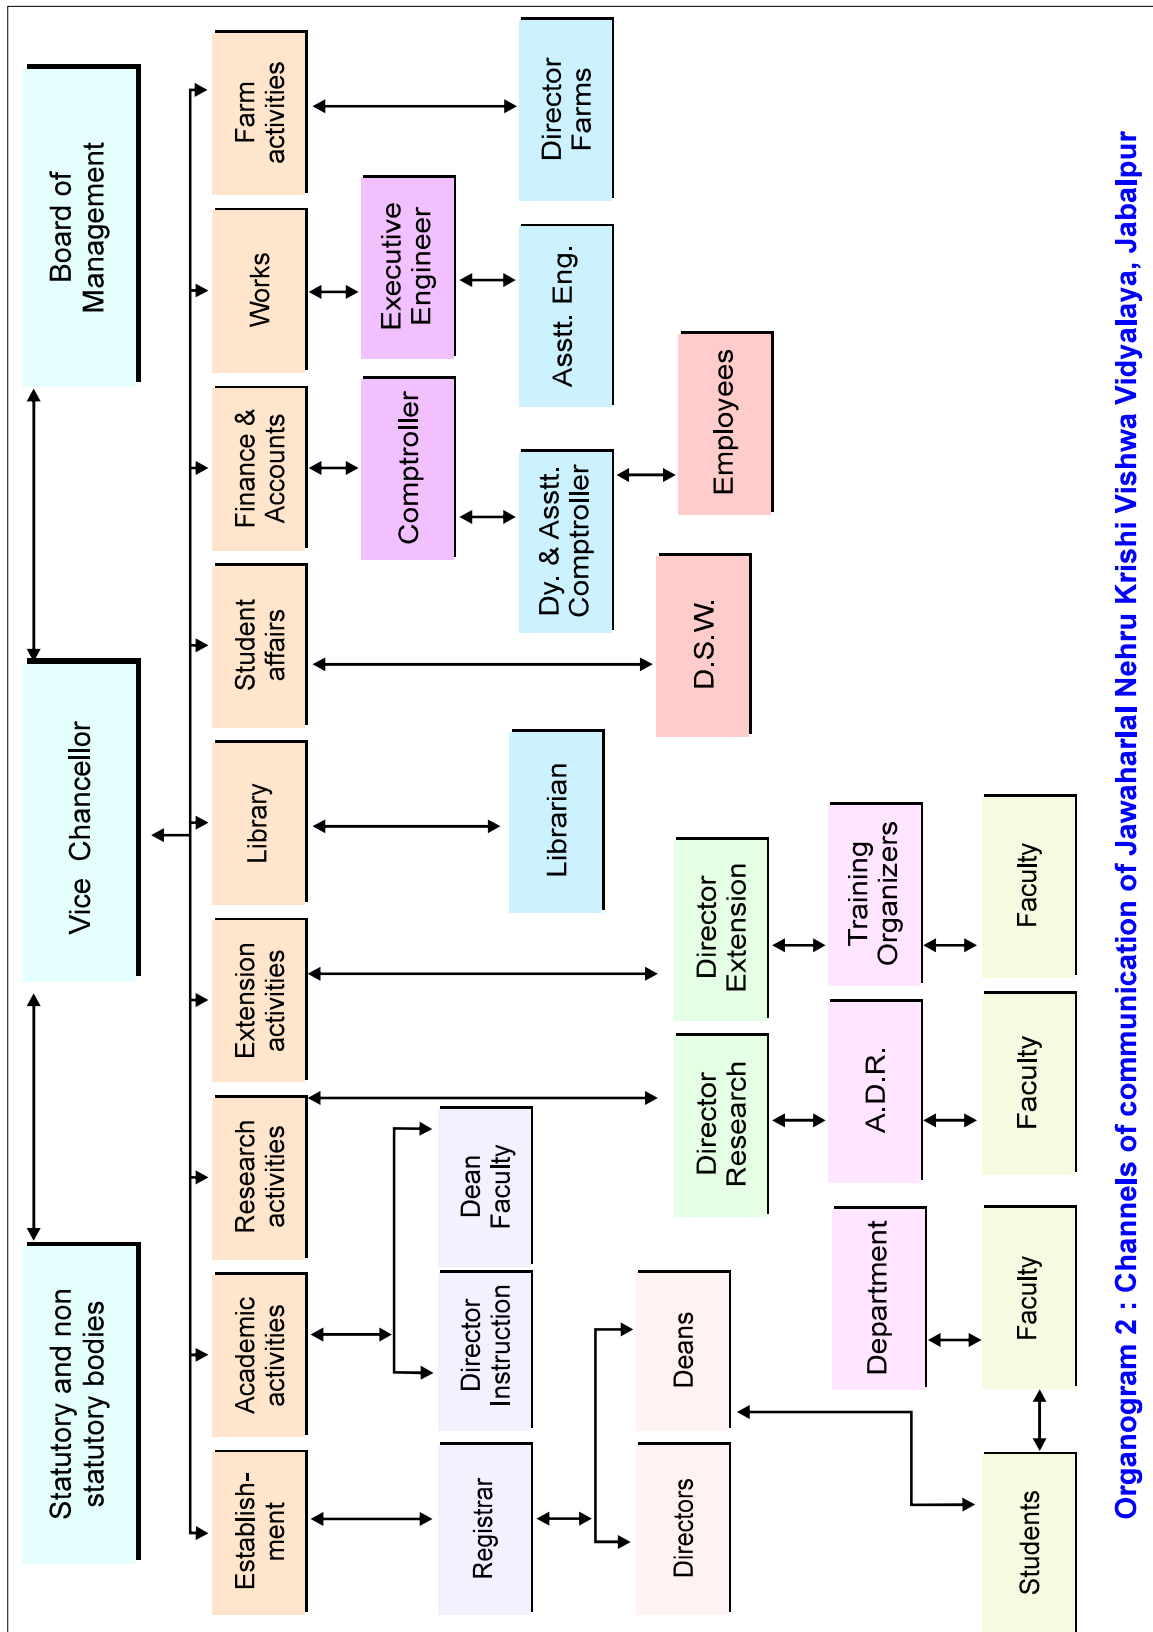 Statutory and non
statutory bodies
Vice Chancellor
Board of
Management
Establish-
ment
Academic
activities
Research
activities
Extension
activities
Library
Student
affairs
Finance &
Accounts
Works
Farm
activities
Registrar
Director
Instruction
Dean
Faculty
Comptroller
Executive
Engineer
Librarian
Dy. & Asstt.
Comptroller
Asstt. Eng.
Director
Farms
Directors
Deans
Director
Research
Director
Extension
D.S.W.
Employees
Department
A.D.R.
Training
Organizers
Students
Faculty
Faculty
Faculty
Organogram 2 : Channels of communication of Jawaharlal Nehru Krishi Vishwa Vidyalaya, Jabalpur